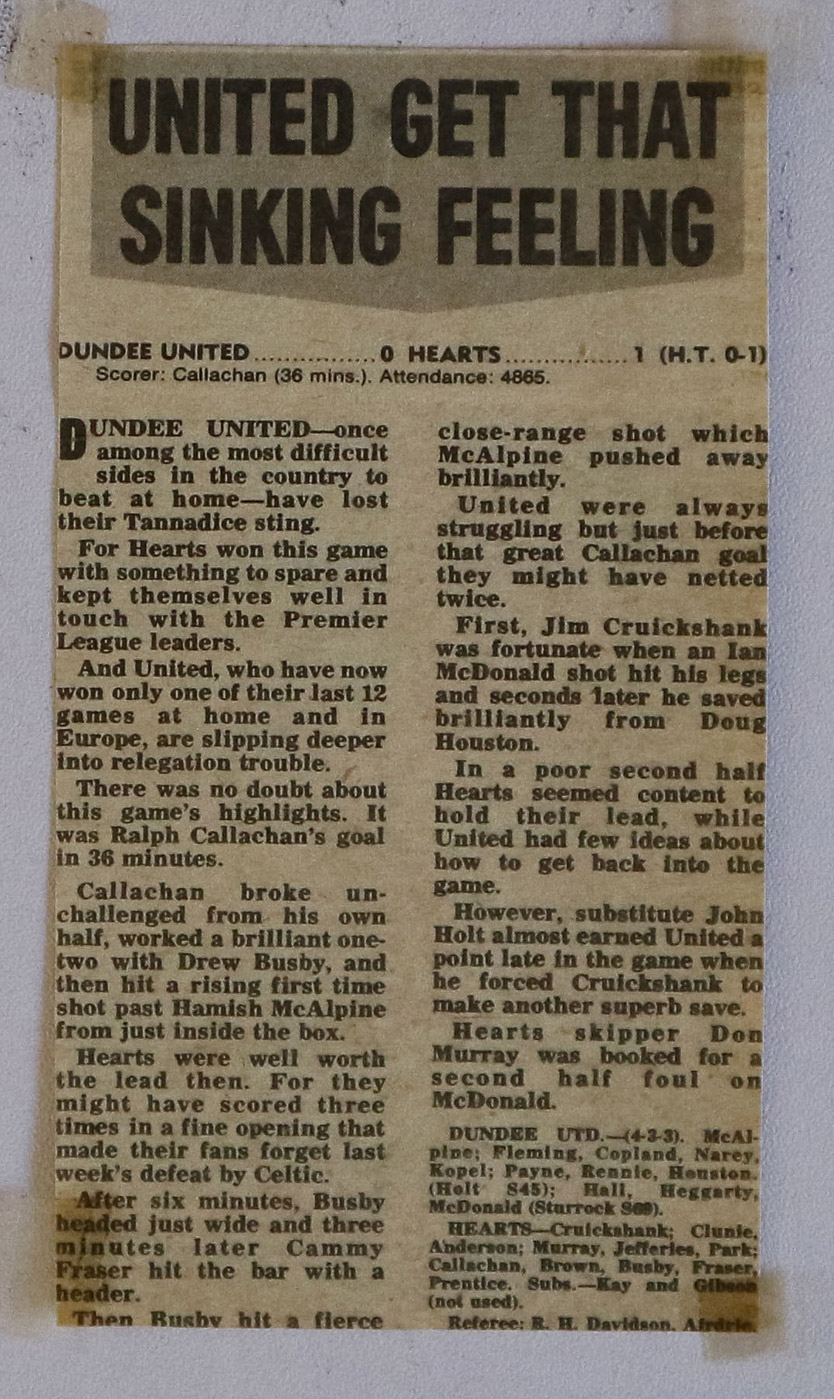 UNITED GET THAT
SINKING FEELING
DUNDEE UNITED................0 HEARTS................1 (H.T. 0-1)
Scorer: Callachan (36 mins.). Attendance: 4865.
DUNDEE UNITED—once
among the most difficult
sides in the country to
beat at home—have lost
their Tannadice sting.
For Hearts won this game
with something to spare and
kept themselves well in
touch with the Premier
League leaders.
And United, who have now
won only one of their last 12
games at home and in
Europe, are slipping deeper
into relegation trouble.
There was no doubt about
this game's highlights. It
was Ralph Callachan's goal
in 36 minutes.
Callachan broke un-
challenged from his own
half, worked a brilliant one-
two with Drew Busby, and
then hit a rising first time
shot past Hamish McAlpine
from just inside the box.
Hearts were well worth
the lead then. For they
might have scored three
times in a fine opening that
made their fans forget last
week's defeat by Celtic.
After six minutes, Busby
headed just wide and three
minutes later Cammy
Fraser hit the bar with a
header.
Then Busby hit a fierce
close-range shot which
McAlpine pushed away
brilliantly.
United were always
struggling but just before
that great Callachan goal
they might have netted
twice.
First, Jim Cruickshank
was fortunate when an Ian
McDonald shot hit his legs
and seconds later he saved
brilliantly from Doug
Houston.
In a poor second half
Hearts seemed content to
hold their lead, while
United had few ideas about
how to get back into the
game.
However, substitute John
Holt almost earned United a
point late in the game when
he forced Cruickshank to
make another superb save.
Hearts skipper Don
Murray was booked for a
second half foul on
McDonald.
DUNDEE UTD.—(4-3-3). McAl-
pine; Fleming, Copland, Narey,
Kopel; Payne, Rennie, Houston.
(Holt S45); Hall, Heggarty,
McDonald (Sturrock
HEARTS—Cruickshank; Clunie,
Anderson; Murray, Jefferies, Park;
Callachan, Brown, Busby, Fraser,
Prentice. Subs.—Kay and Gibson
(not used).
Referee: R. H. Davidson, Airdrie.